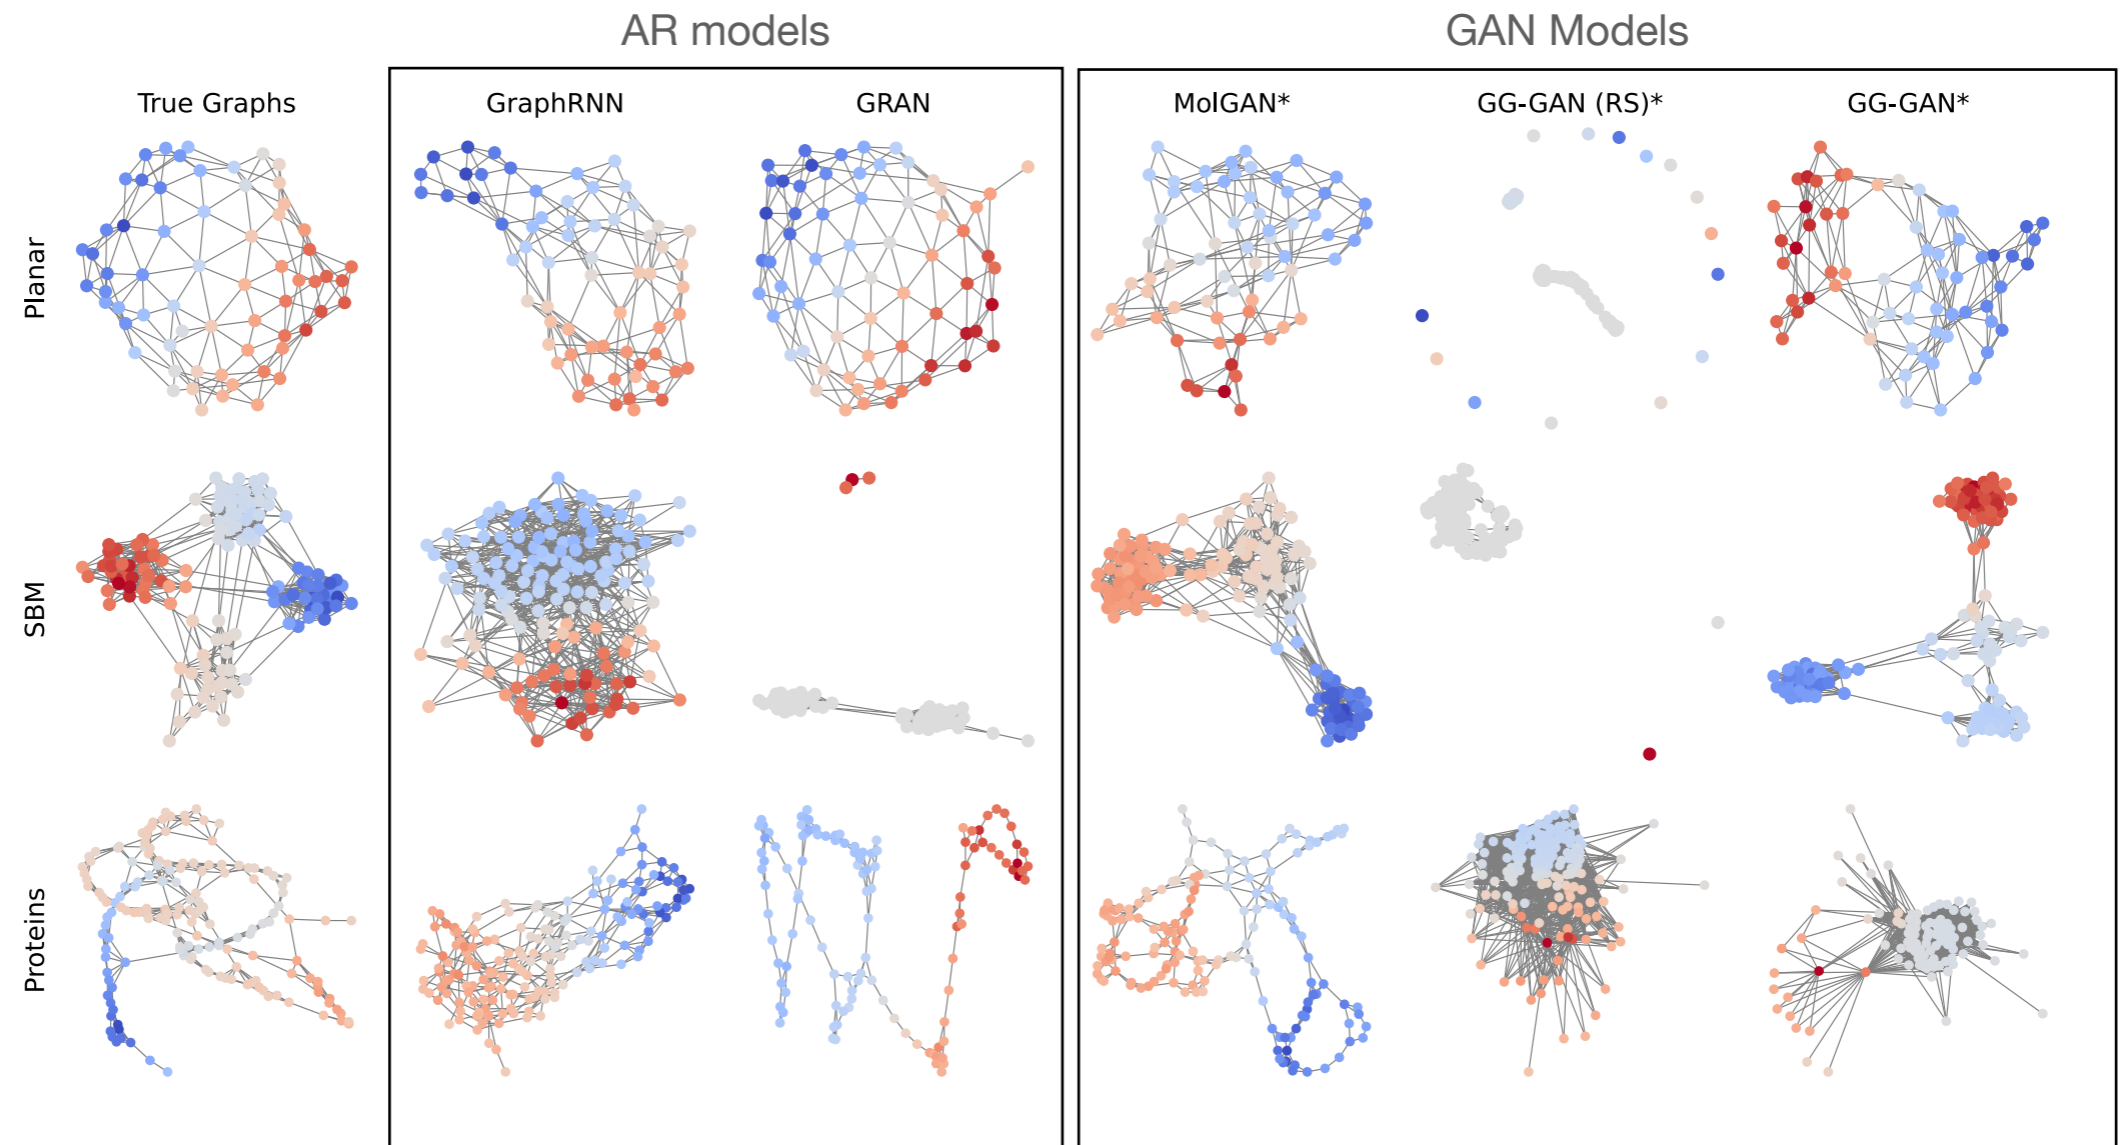 AR models
GAN Models
True Graphs
GraphRNN
GRAN
MolGAN*
GG-GAN (RS)*
GG-GAN*
Planar
SBM
Proteins